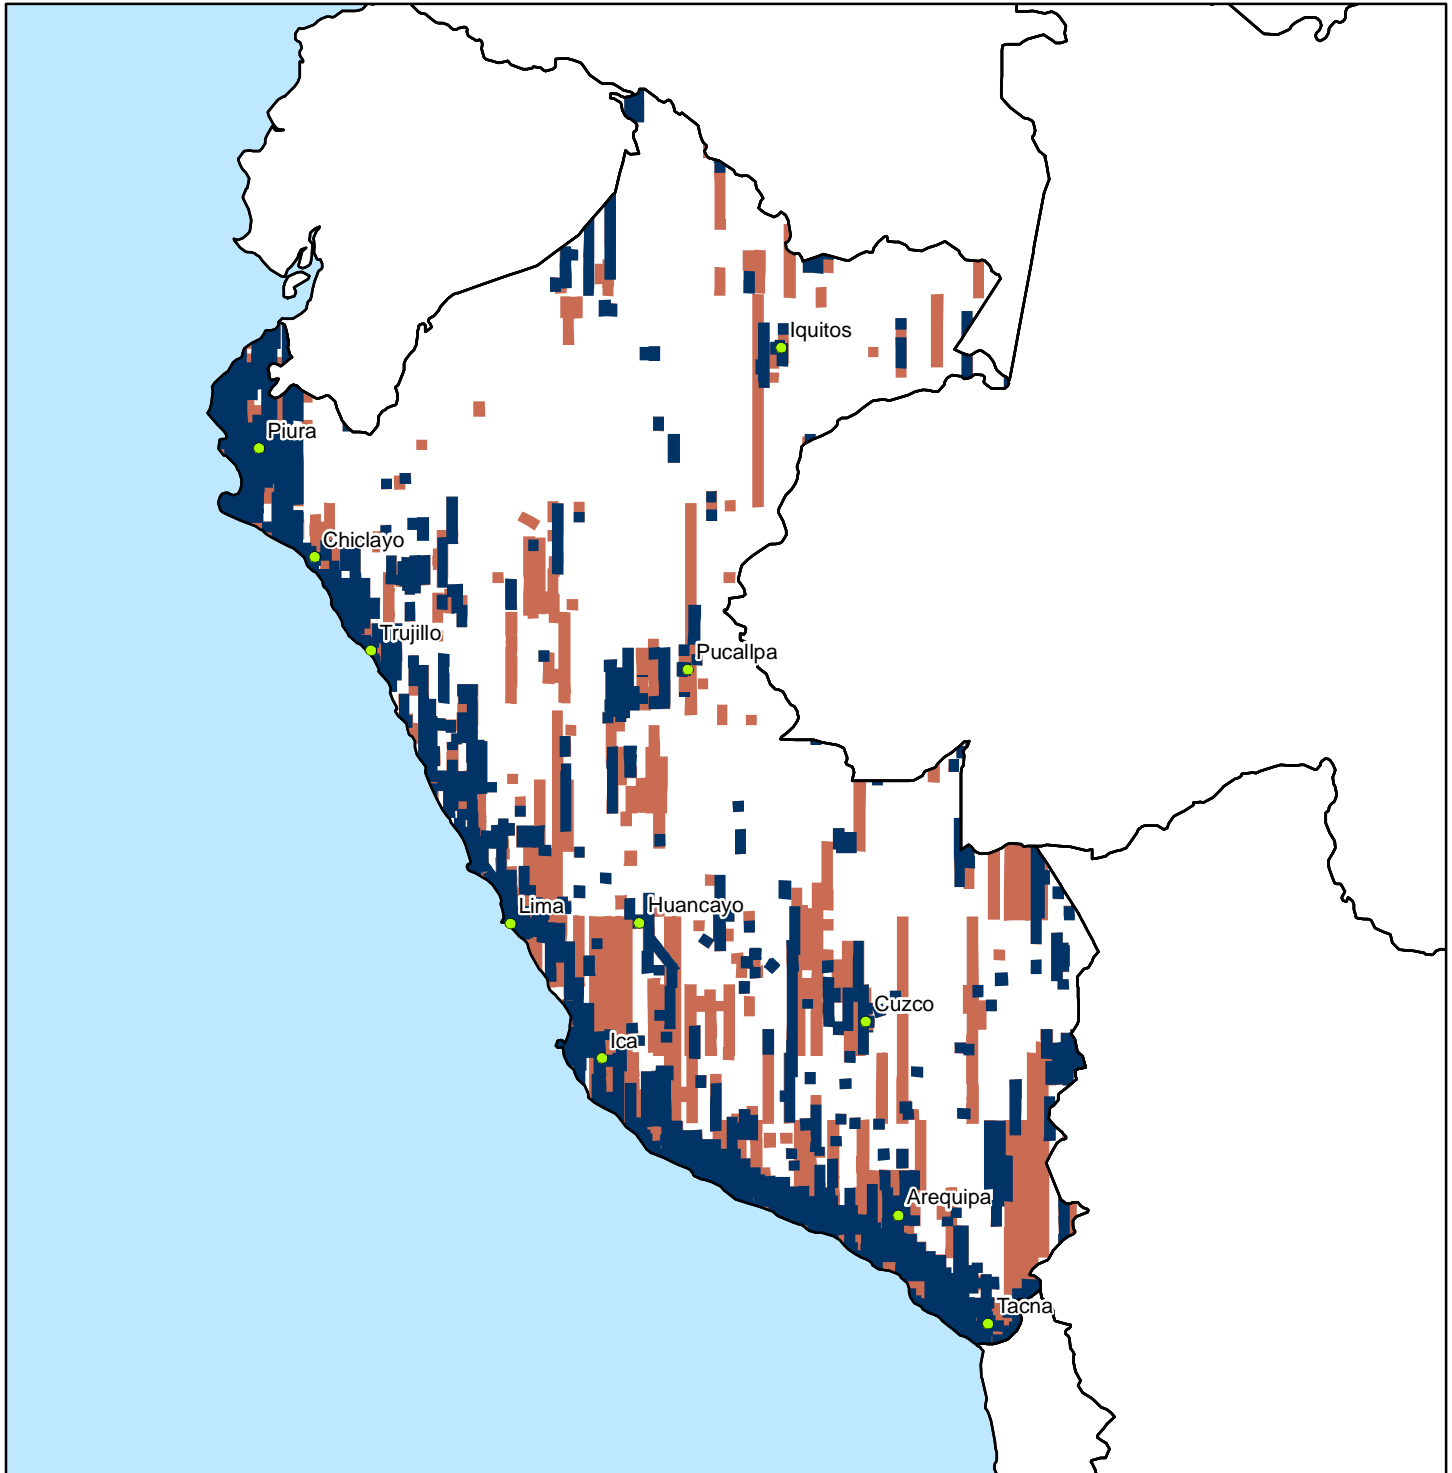 Iquitos
Piura
Chiclayo
Trujillo
Pucallpa
Lima
Huancayo
Cuzco
Ica
Arequipa
Tacna